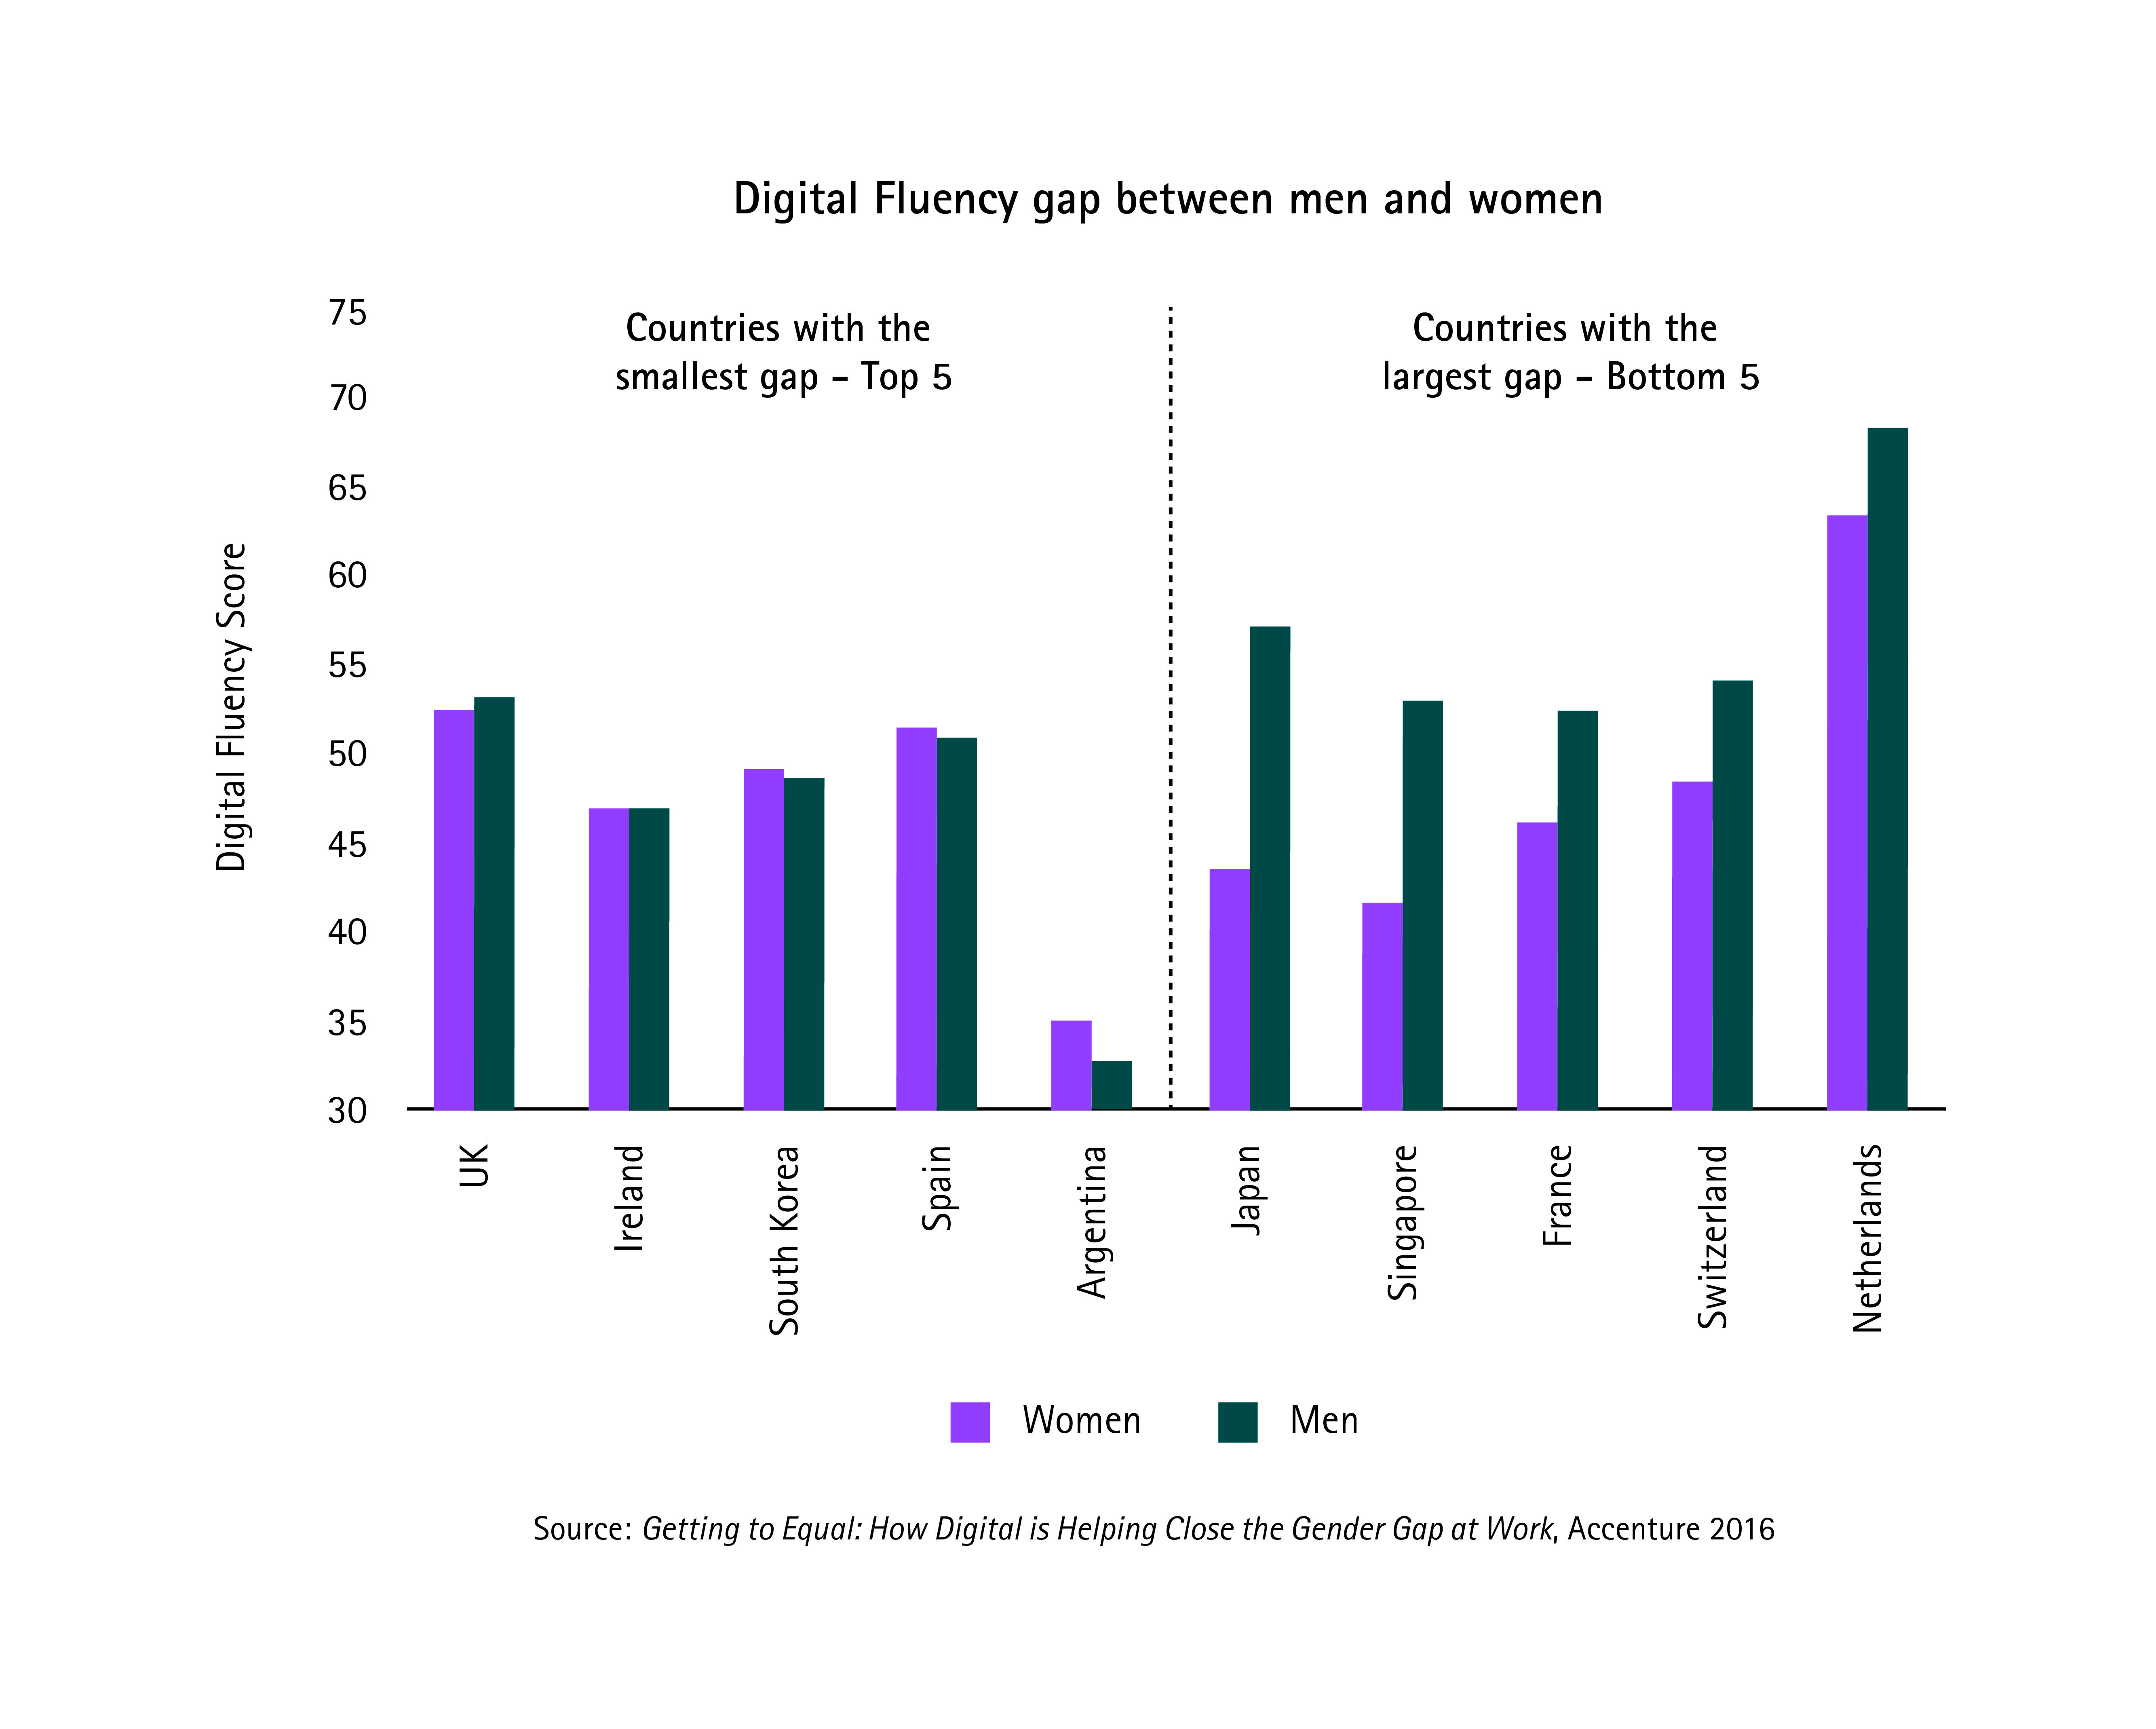 Digital Fluency gap between men and women
Countries with the
smallest gap – Top 5
Countries with the
largest gap – Bottom 5
Digital Fluency Score
75
70
65
60
55
50
45
40
35
30
UK
Ireland
South Korea
Spain
Argentina
Japan
Singapore
France
Switzerland
Netherlands
Women
Men
Source: Getting to Equal: How Digital is Helping Close the Gender Gap at Work, Accenture 2016